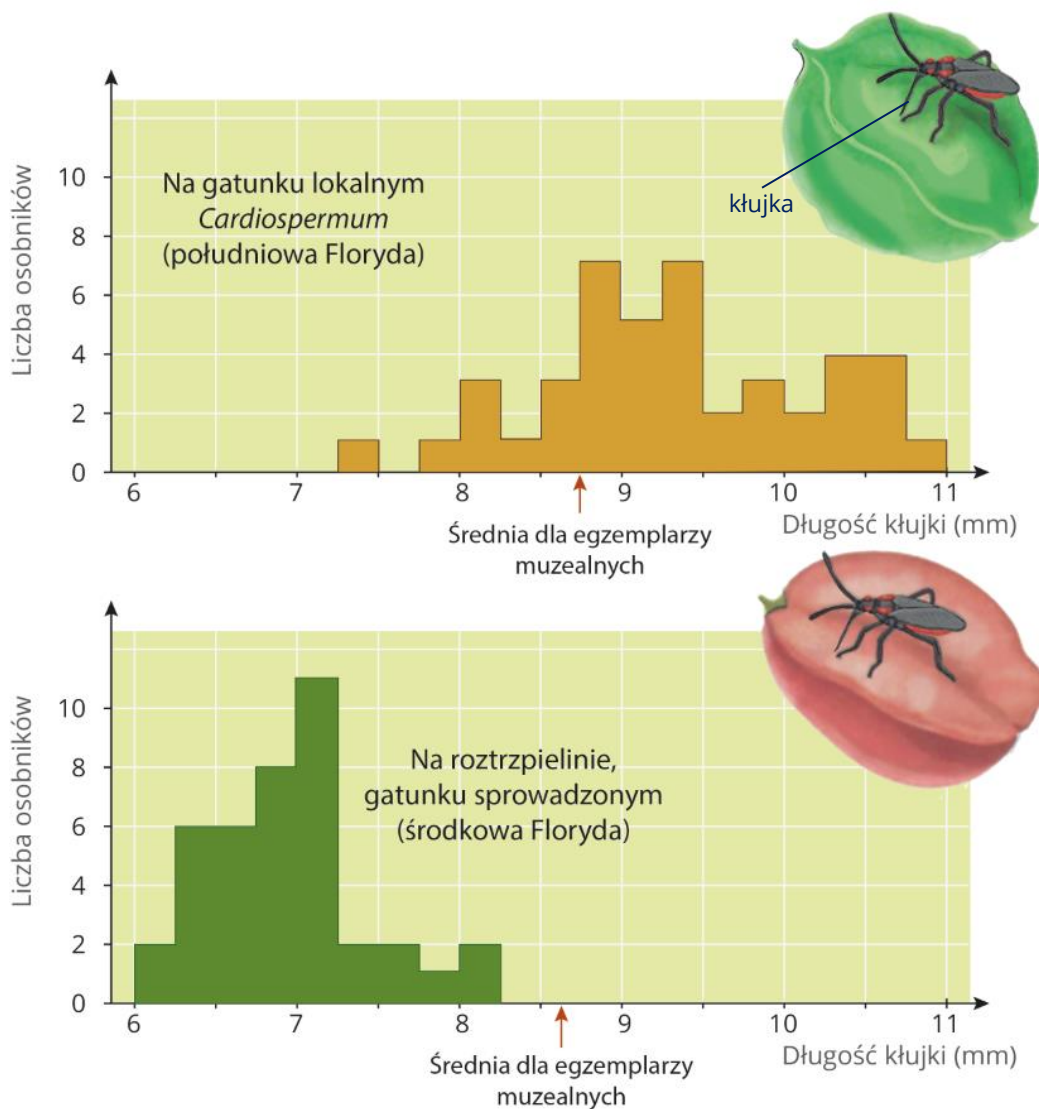 Liczba osobników
10
8
6
4
2
0
Na gatunku lokalnym
Cardiospermum
(południowa Floryda)
kłujka
6 7 8 9 10 11
Długość kłujki (mm)
Średnia dla egzemplarzy
muzealnych
Liczba osobników
10
8
6
4
2
0
Na roztrzpielinie,
gatunku sprowadzonym
(środkowa Floryda)
6 7 8 9 10 11
Długość kłujki (mm)
Średnia dla egzemplarzy
muzealnych